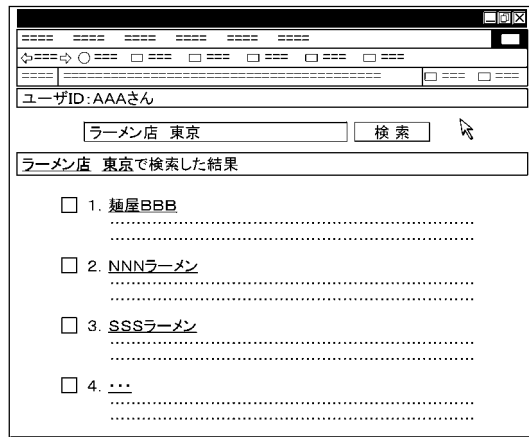 ユーザID:AAAさん
ラーメン店 東京 検 索
ラーメン店 東京で検索した結果
1. 麺屋BBB
2. NNNラーメン
3. SSSラーメン
4. ・・・